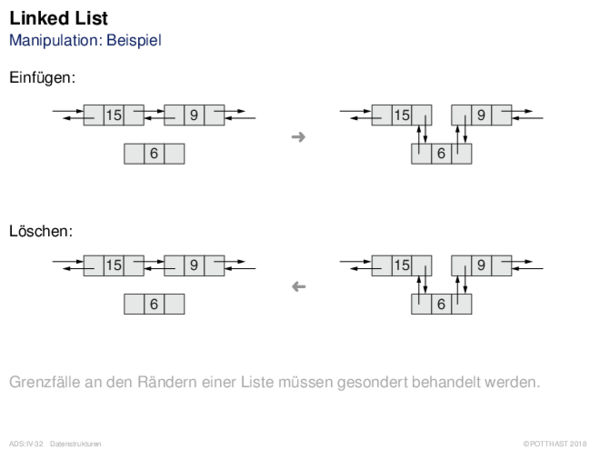 Linked List
Manipulation: Beispiel
Einfügen:
15 9 15 9
6 6
Löschen:
15 9 15 9
6 6
Grenzfälle an den Rändern einer Liste müssen gesondert behandelt werden.
ADS:IV-32 Datenstrukturen ©POTTHAST 2018